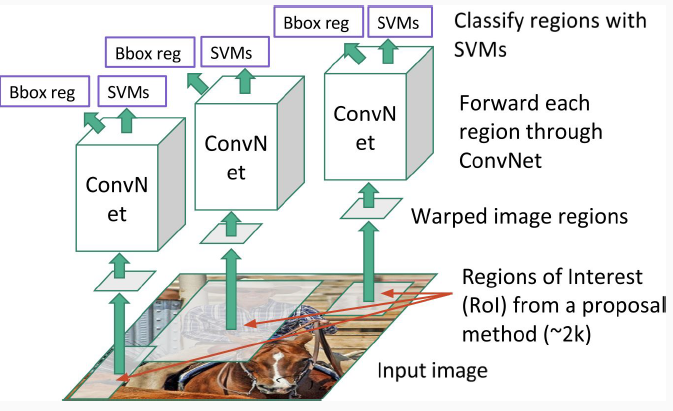 Bbox reg
SVMs
Classify regions with
SVMs
Bbox reg
SVMs
Bbox reg
SVMs
ConvN
et
ConvN
et
ConvN
et
Forward each
region through
ConvNet
Warped image regions
Regions of Interest
(RoI) from a proposal
method (~2k)
Input image